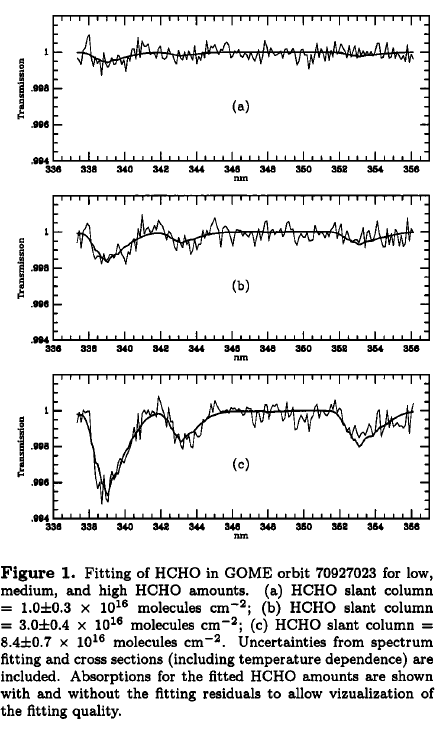 1
.998
.996
.994
Transmission
(a)
336 338 340 342 344 346 348 350 352 354 356
nm
1
.998
.996
.994
Transmission
(b)
336 338 340 342 344 346 348 350 352 354 356
nm
1
.998
.996
.994
Transmission
(c)
336 338 340 342 344 346 348 350 352 354 356
nm
Figure 1. Fitting of HCHO in GOME orbit 70927023 for low,
medium, and high HCHO amounts. (a) HCHO slant column
= 1.0±0.3 × 10¹⁶ molecules cm⁻²; (b) HCHO slant column
= 3.0±0.4 × 10¹⁶ molecules cm⁻²; (c) HCHO slant column =
8.4±0.7 × 10¹⁶ molecules cm⁻². Uncertainties from spectrum
fitting and cross sections (including temperature dependence) are
included. Absorptions for the fitted HCHO amounts are shown
with and without the fitting residuals to allow vizualization of
the fitting quality.